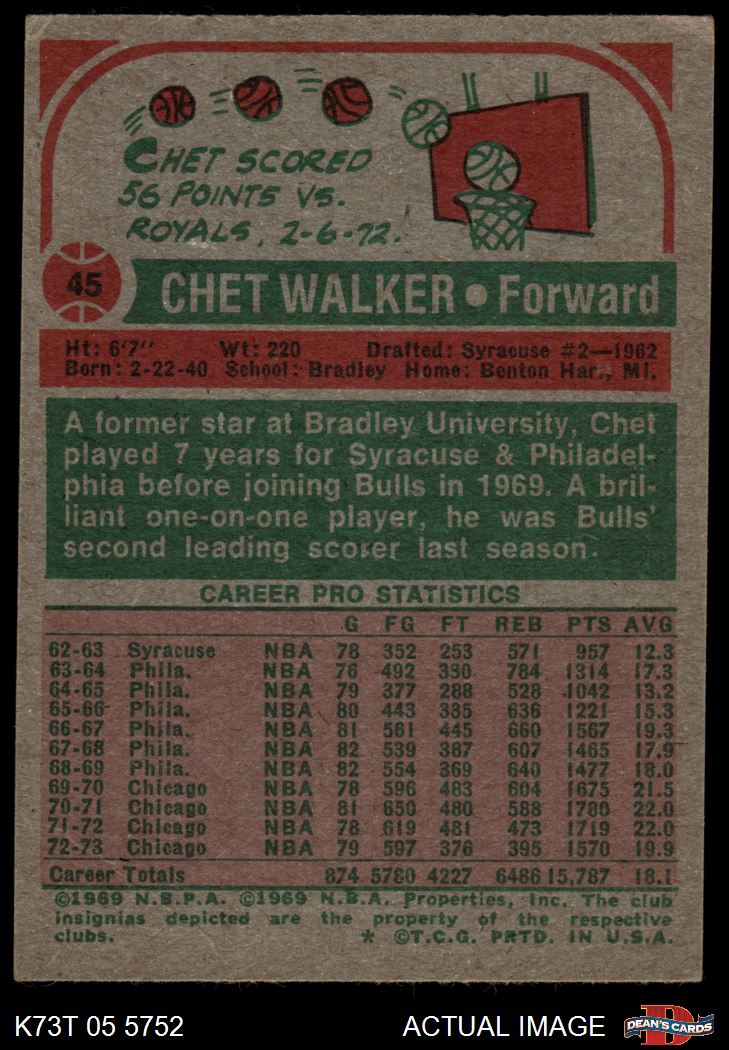 CHET SCORED
56 POINTS VS.
ROYALS, 2-6-72.
45
CHET WALKER • Forward
Ht: 6'7" Wt: 220 Drafted: Syracuse #2—1962
Born: 2-22-40 School: Bradley Home: Benton Har., MI.
A former star at Bradley University, Chet
played 7 years for Syracuse & Philadel-
phia before joining Bulls in 1969. A bril-
liant one-on-one player, he was Bulls'
second leading scorer last season.
CAREER PRO STATISTICS
G FG FT REB PTS AVG
62-63 Syracuse NBA 78 352 253 571 957 12.3
63-64 Phila. NBA 76 492 330 784 1314 17.3
64-65 Phila. NBA 79 377 288 528 1042 13.2
65-66 Phila. NBA 80 443 335 636 1221 15.3
66-67 Phila. NBA 81 561 445 660 1567 19.3
67-68 Phila. NBA 82 539 387 607 1465 17.9
68-69 Phila. NBA 82 554 369 640 1477 18.0
69-70 Chicago NBA 78 596 483 604 1675 21.5
70-71 Chicago NBA 81 650 480 588 1780 22.0
71-72 Chicago NBA 78 619 481 473 1719 22.0
72-73 Chicago NBA 79 597 376 395 1570 19.9
Career Totals 874 5780 4227 6486 15,787 18.1
©1969 N.B.P.A. ©1969 N.B.A. Properties, Inc. The club
insignias depicted are the property of the respective
clubs. * ©T.C.G. PRTD. IN U.S.A.
K73T 05 5752 ACTUAL IMAGE DEAN'S CARDS